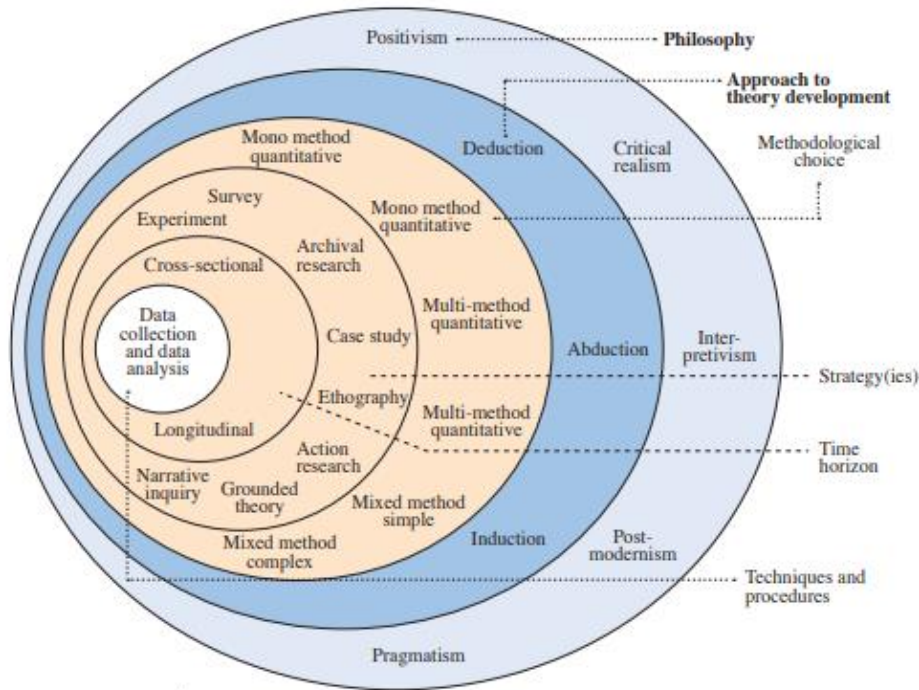 Positivism
Philosophy
Approach to
theory development
Mono method
quantitative
Deduction
Critical
realism
Methodological
choice
Survey
Mono method
quantitative
Experiment
Archival
research
Cross-sectional
Data
collection
and data
analysis
Multi-method
quantitative
Case study
Abduction
Inter-
pretivism
Strategy(ies)
Ethography
Multi-method
quantitative
Longitudinal
Time
horizon
Action
research
Narrative
inquiry
Grounded
theory
Mixed method
simple
Mixed method
complex
Induction
Post-
modernism
Techniques and
procedures
Pragmatism